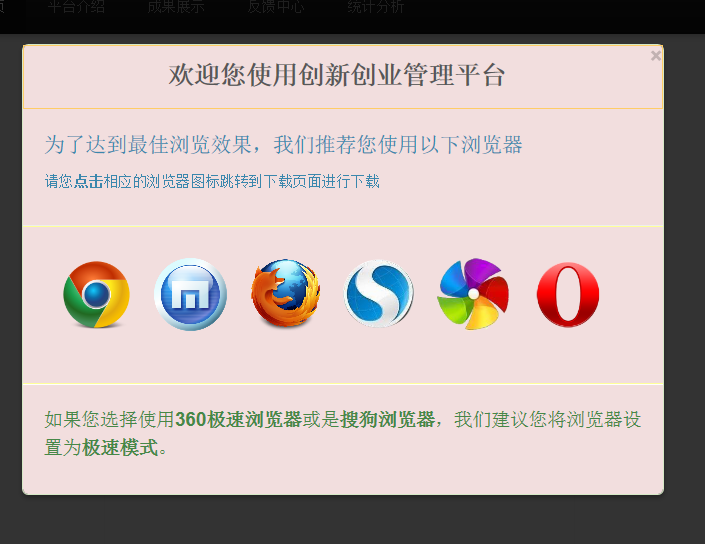 页 平台介绍 成果展示 反馈中心 统计分析
×
欢迎您使用创新创业管理平台
为了达到最佳浏览效果，我们推荐您使用以下浏览器
请您点击相应的浏览器图标跳转到下载页面进行下载
如果您选择使用360极速浏览器或是搜狗浏览器，我们建议您将浏览器设
置为极速模式。